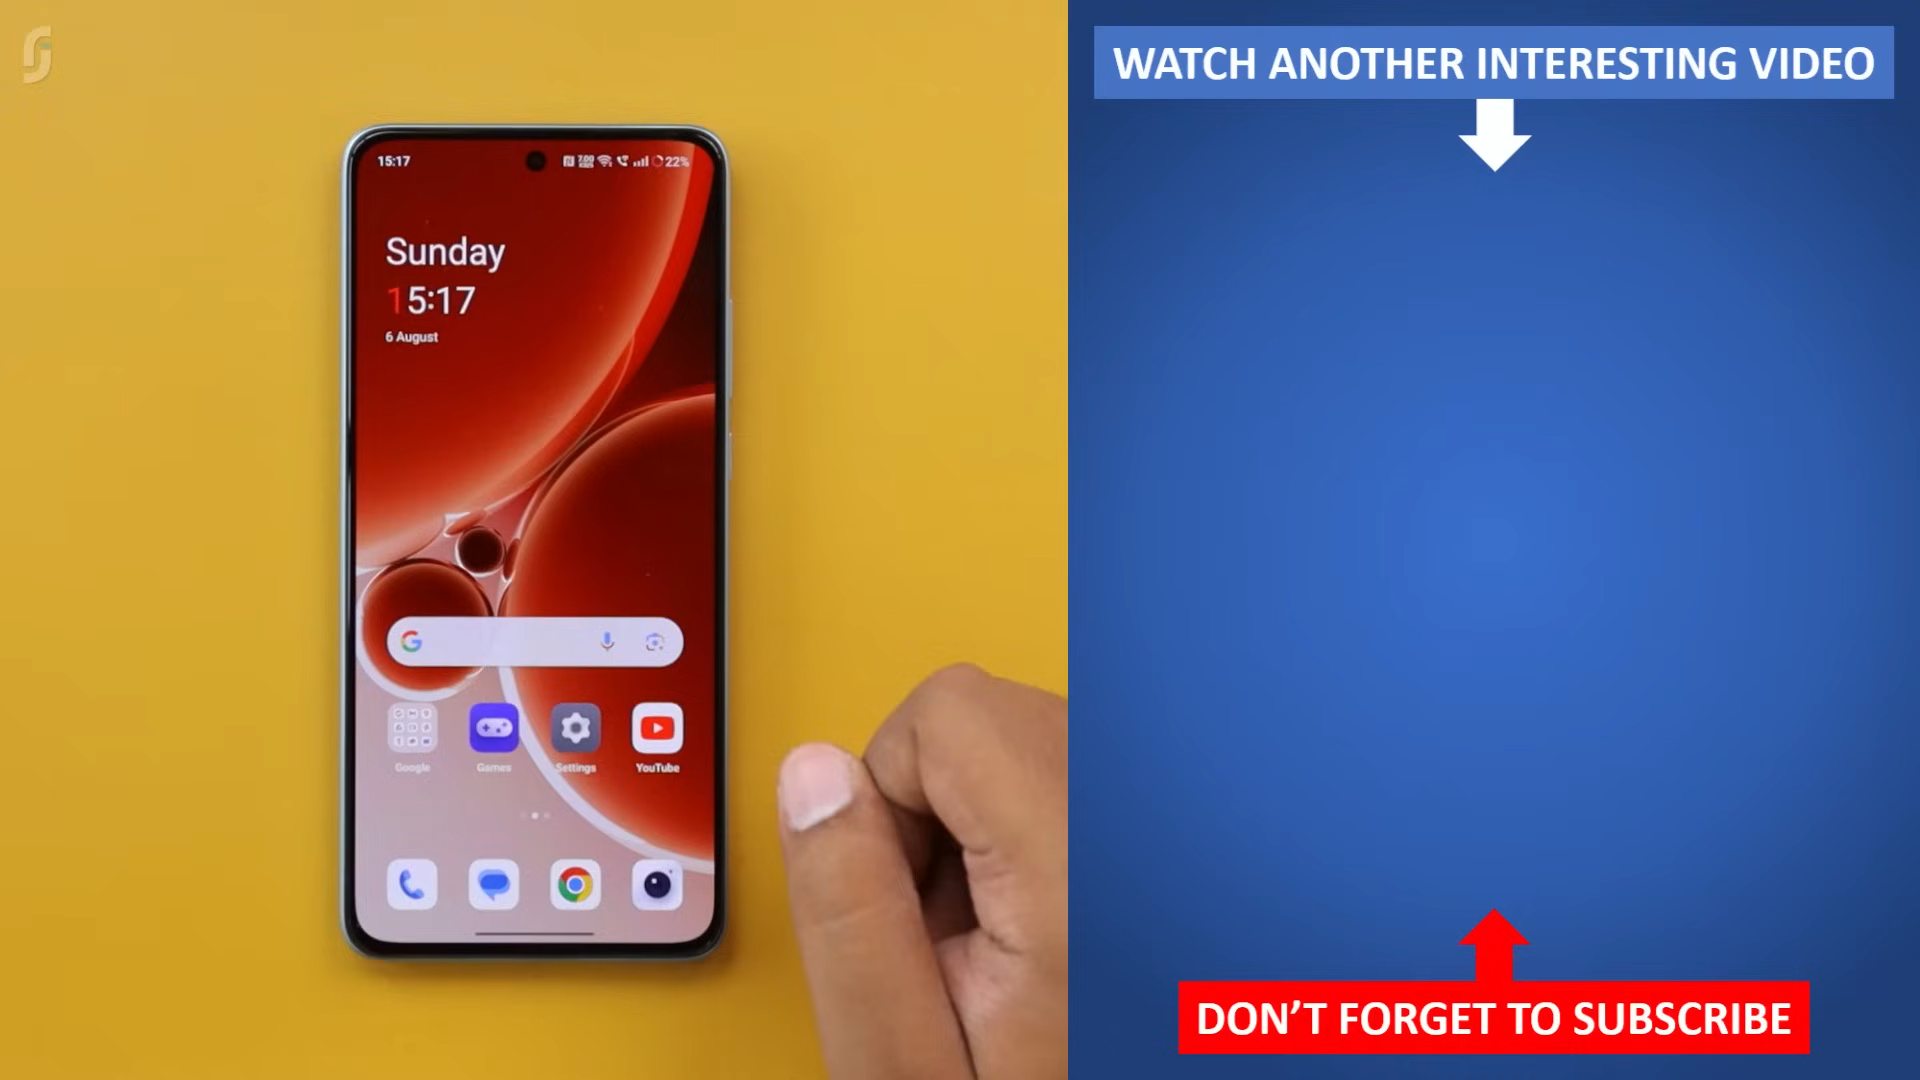 WATCH ANOTHER INTERESTING VIDEO
15:17
22%
Sunday
15:17
6 August
Google
Games
Settings
YouTube
DON'T FORGET TO SUBSCRIBE